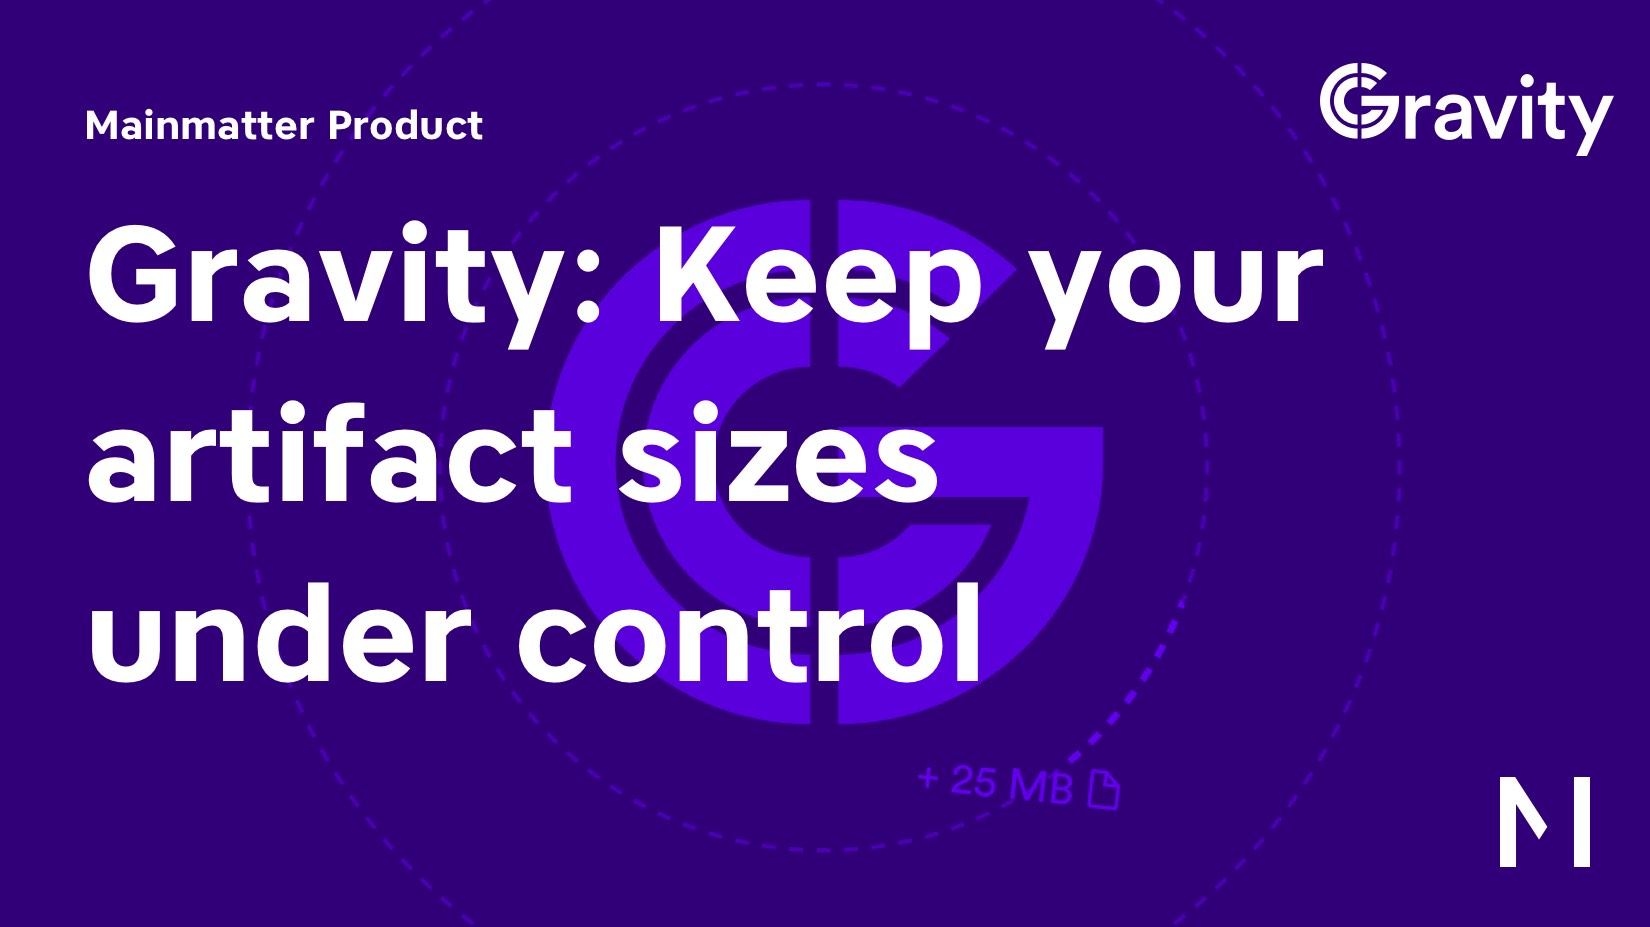 Mainmatter Product
Gravity
Gravity: Keep your
artifact sizes
under control
+ 25 MB
M